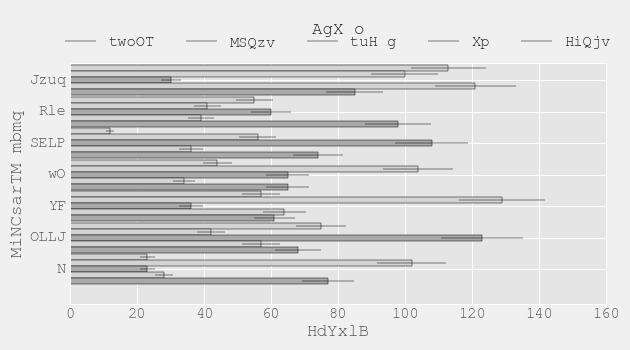 AgX o
twoOT MSQzv tuH g Xp HiQjv
Jzuq
Rle
SELP
wO
YF
OLLJ
N
MiNCsarTM mbmq
0 20 40 60 80 100 120 140 160
HdYxlB